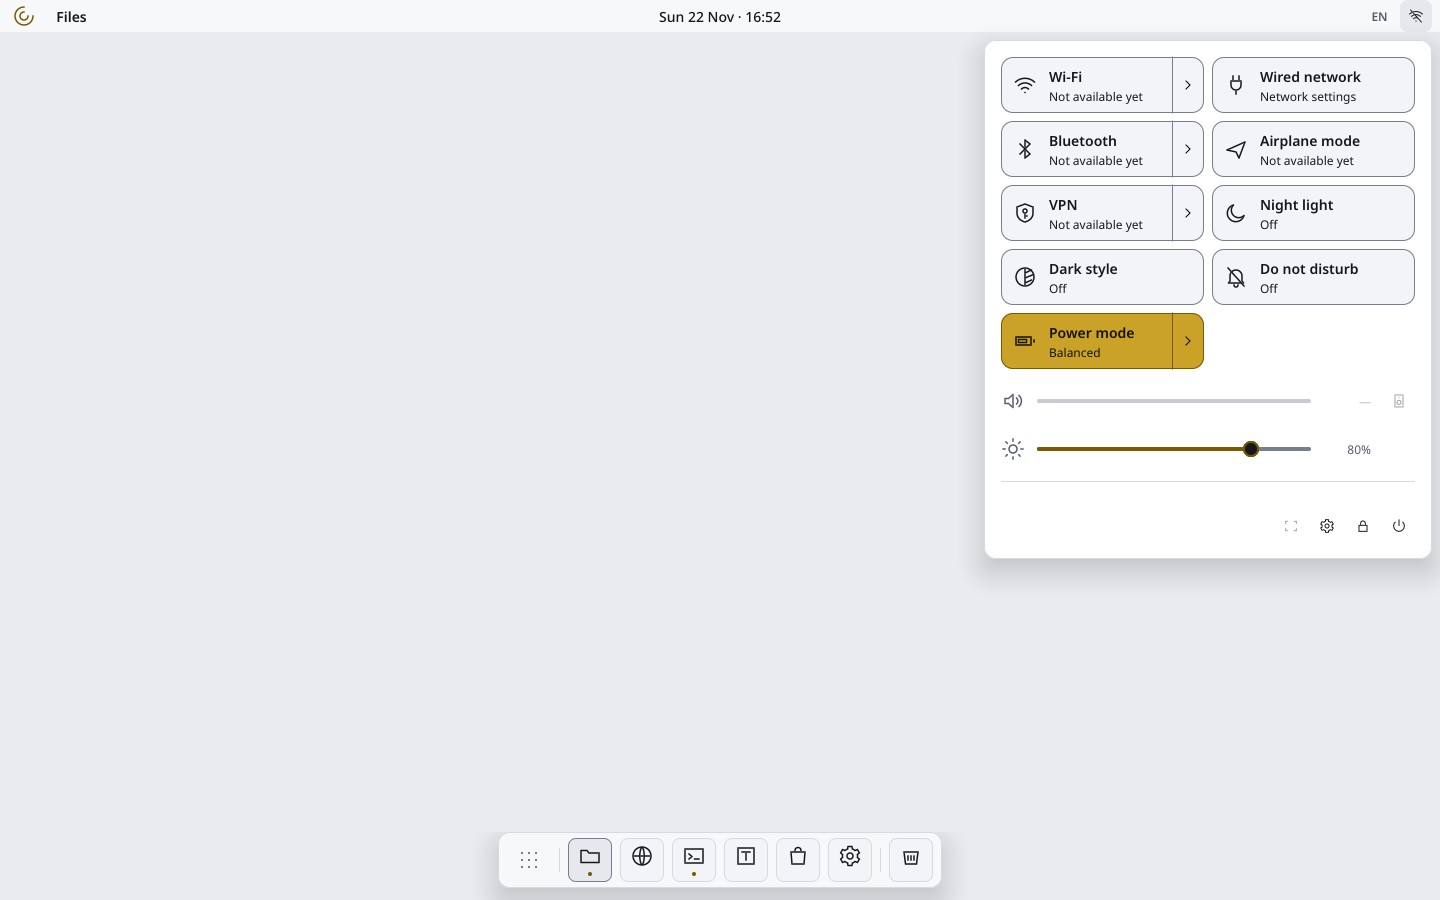 Files
Sun 22 Nov · 16:52
EN
Wi-Fi
Not available yet
Wired network
Network settings
Bluetooth
Not available yet
Airplane mode
Not available yet
VPN
Not available yet
Night light
Off
Dark style
Off
Do not disturb
Off
Power mode
Balanced
—
80%